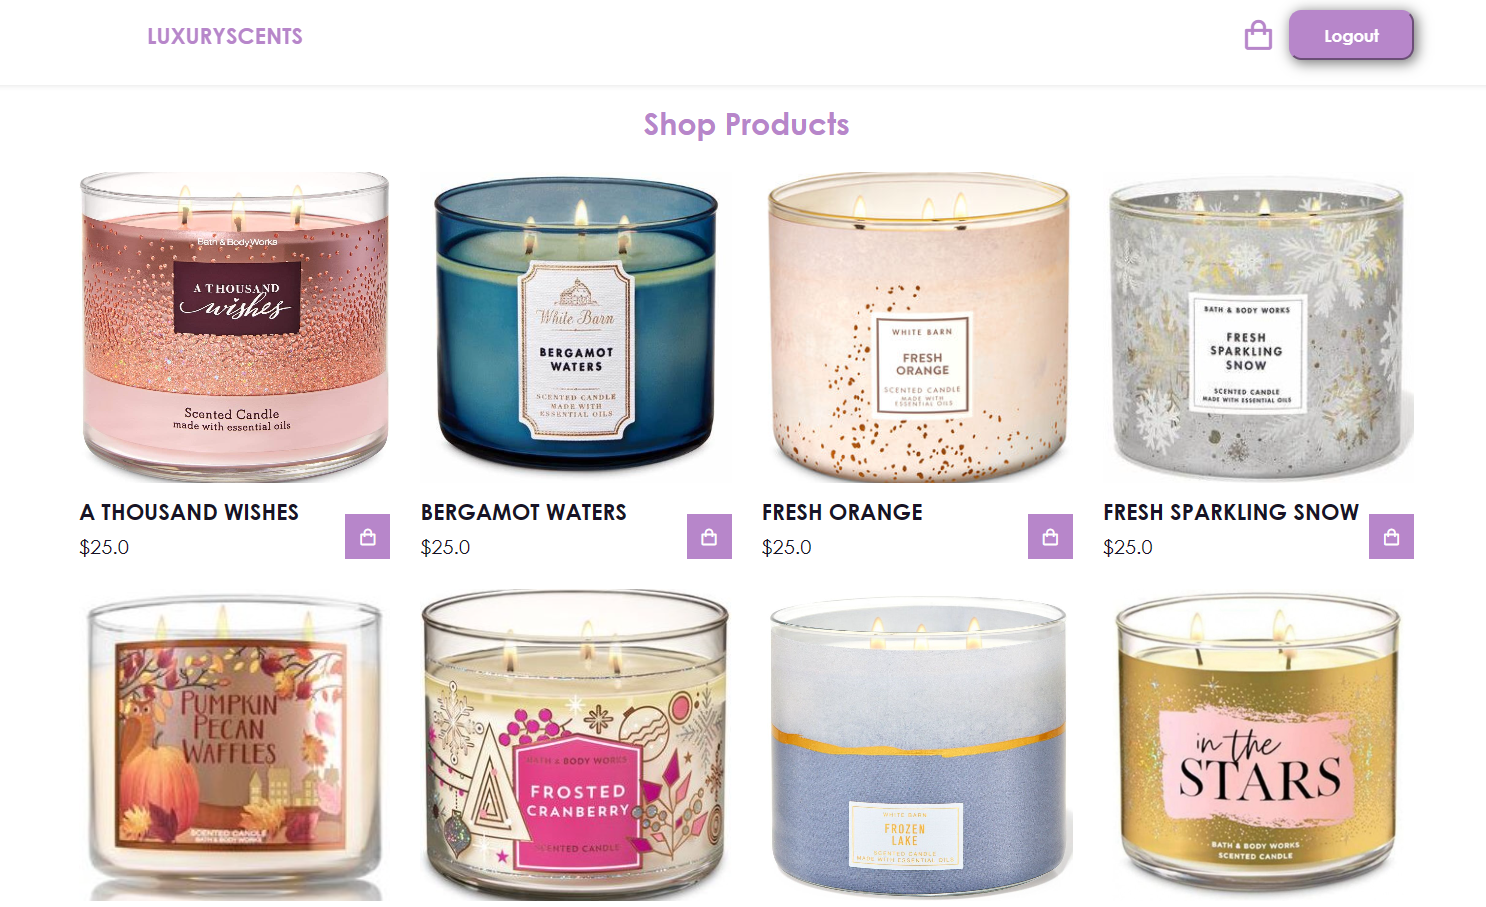 LUXURYSCENTS
Logout
Shop Products
Bath & Body Works
A THOUSAND
wishes
Scented Candle
made with essential oils
White Barn
BERGAMOT
WATERS
SCENTED CANDLE
MADE WITH
ESSENTIAL OILS
WHITE BARN
FRESH
ORANGE
SCENTED CANDLE
MADE WITH
ESSENTIAL OILS
BATH & BODY WORKS
FRESH
SPARKLING
SNOW
SCENTED CANDLE
MADE WITH ESSENTIAL OILS
A THOUSAND WISHES
$25.0
BERGAMOT WATERS
$25.0
FRESH ORANGE
$25.0
FRESH SPARKLING SNOW
$25.0
PUMPKIN
PECAN
WAFFLES
SCENTED CANDLE
BATH & BODY WORKS
BATH & BODY WORKS
FROSTED
CRANBERRY
SCENTED CANDLE
WHITE BARN
FROZEN
LAKE
SCENTED CANDLE
MADE WITH ESSENTIAL OILS
in the
STARS
BATH & BODY WORKS
SCENTED CANDLE